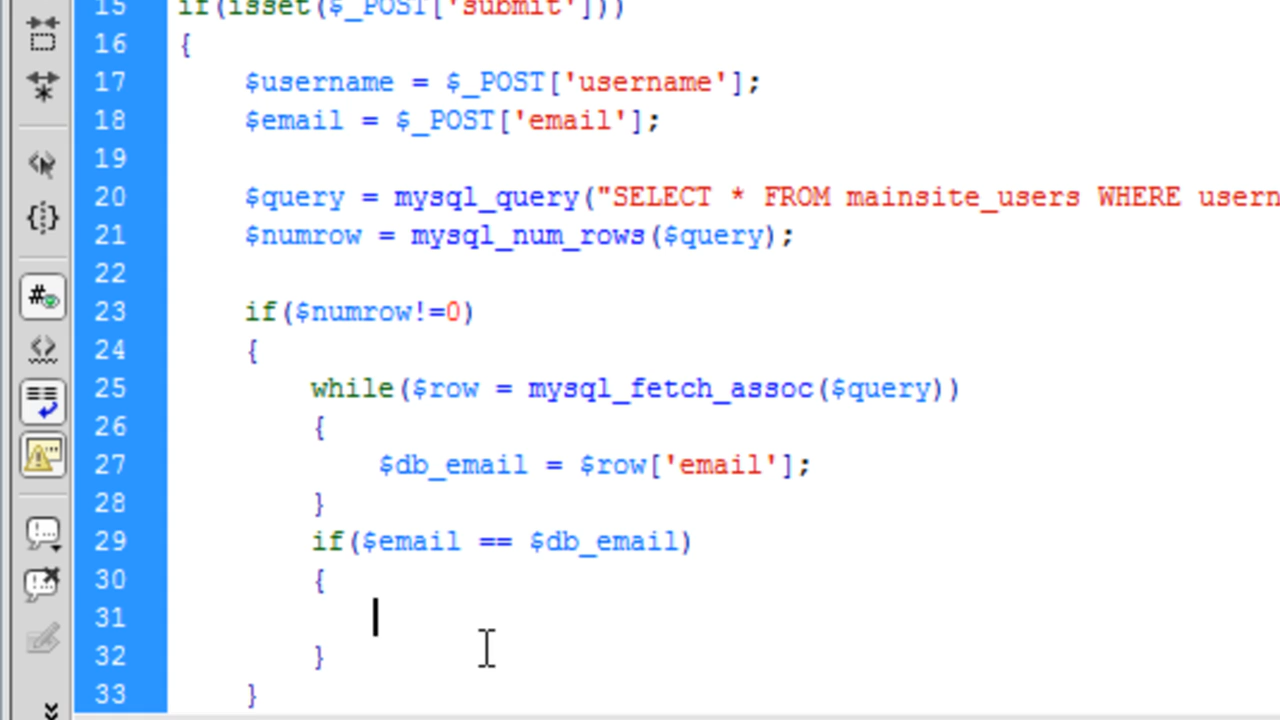 15 if(isset($_POST['submit']))
16 {
17 $username = $_POST['username'];
18 $email = $_POST['email'];
19
20 $query = mysql_query("SELECT * FROM mainsite_users WHERE usern
21 $numrow = mysql_num_rows($query);
22
23 if($numrow!=0)
24 {
25 while($row = mysql_fetch_assoc($query))
26 {
27 $db_email = $row['email'];
28 }
29 if($email == $db_email)
30 {
31
32 }
33 }